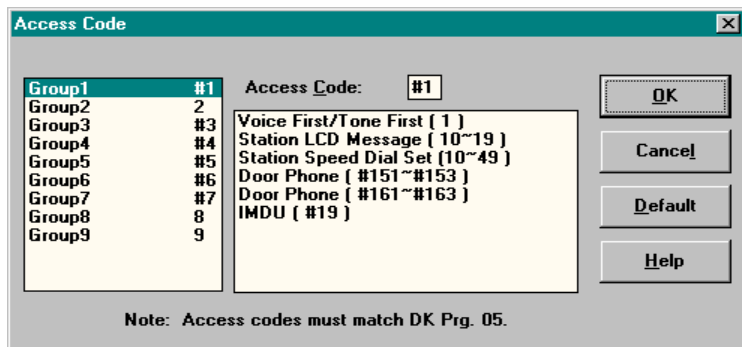 Access Code
Group1 #1
Group2 2
Group3 #3
Group4 #4
Group5 #5
Group6 #6
Group7 #7
Group8 8
Group9 9
Access Code: #1
Voice First/Tone First ( 1 )
Station LCD Message ( 10~19 )
Station Speed Dial Set (10~49 )
Door Phone ( #151~#153 )
Door Phone ( #161~#163 )
IMDU ( #19 )
OK
Cancel
Default
Help
Note: Access codes must match DK Prg. 05.